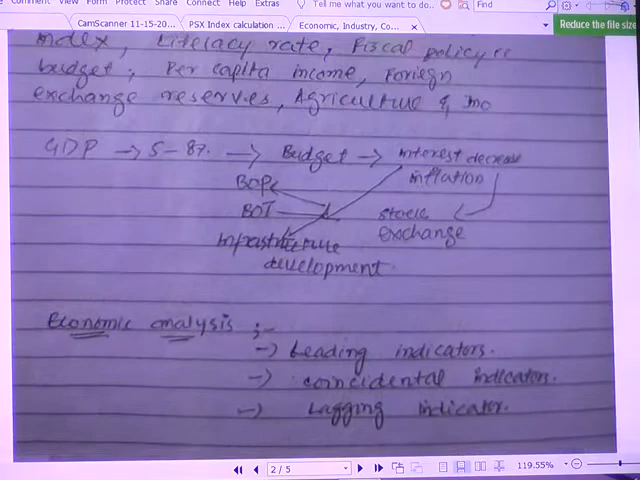 Comment View Form Protect Share Connect Help Extras
Tell me what you want to do..
Find
CamScanner 11-15-20...
PSX Index calculation
Economic, Industry, Co...
Reduce the file size
index, Literacy rate, Fiscal policy
budget, Per capita income, Foriegn
exchange reserves, Agriculture &
GDP → 5-8%. → Budget → interest decrease
inflation
BOP
BOT
stock
exchange
infrastructure
development.
Economic analysis :-
→ Leading indicators.
→ coincidental indicators.
→ Lagging indicator.
2 / 5
119.55%